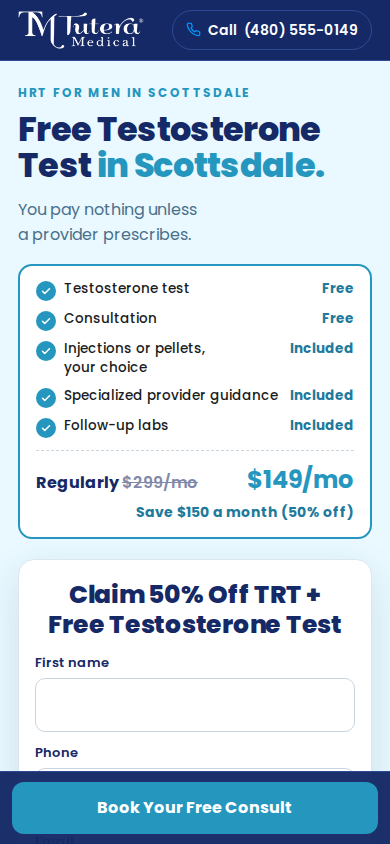 Tutera®
Medical
Call (480) 555-0149
HRT FOR MEN IN SCOTTSDALE
Free Testosterone
Test in Scottsdale.
You pay nothing unless
a provider prescribes.
Testosterone test Free
Consultation Free
Injections or pellets,
your choice Included
Specialized provider guidance Included
Follow-up labs Included
Regularly $299/mo $149/mo
Save $150 a month (50% off)
Claim 50% Off TRT +
Free Testosterone Test
First name
Phone
Book Your Free Consult
Email